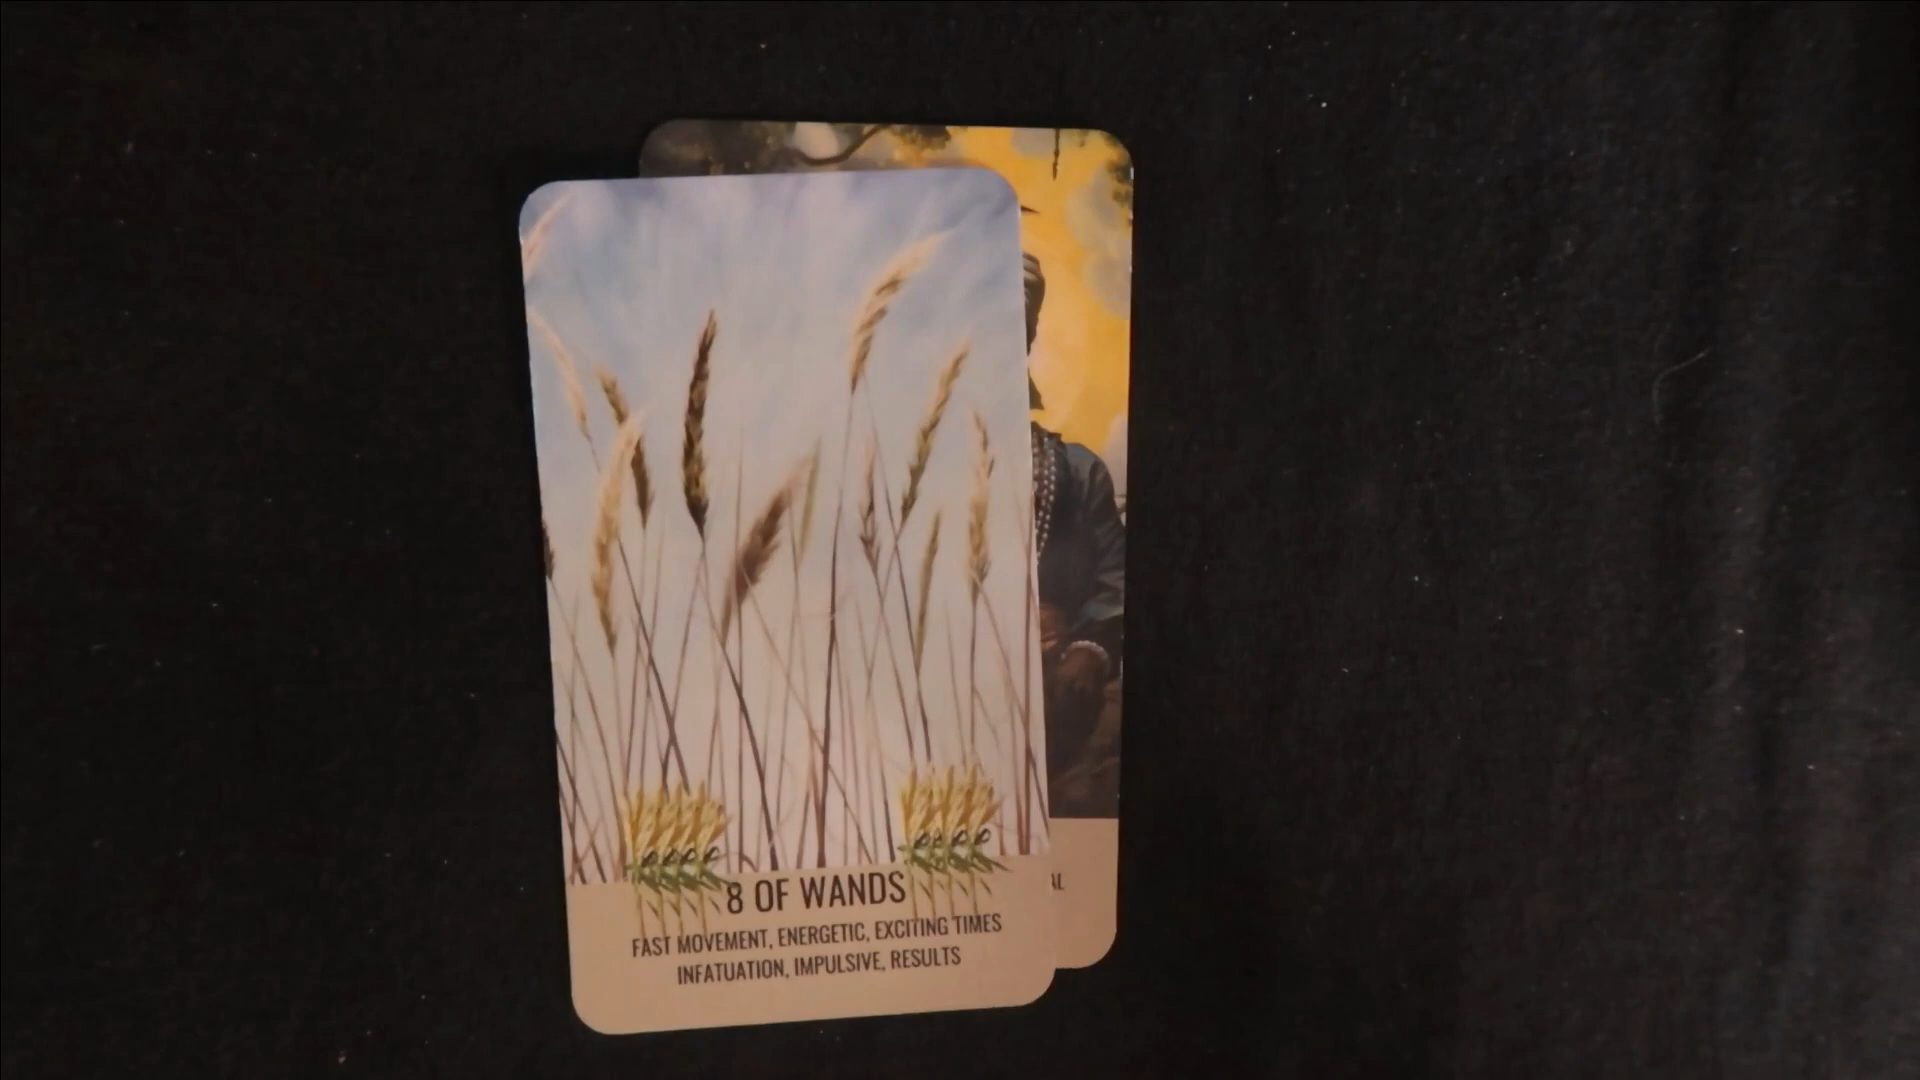 8 OF WANDS
FAST MOVEMENT, ENERGETIC, EXCITING TIMES
INFATUATION, IMPULSIVE, RESULTS